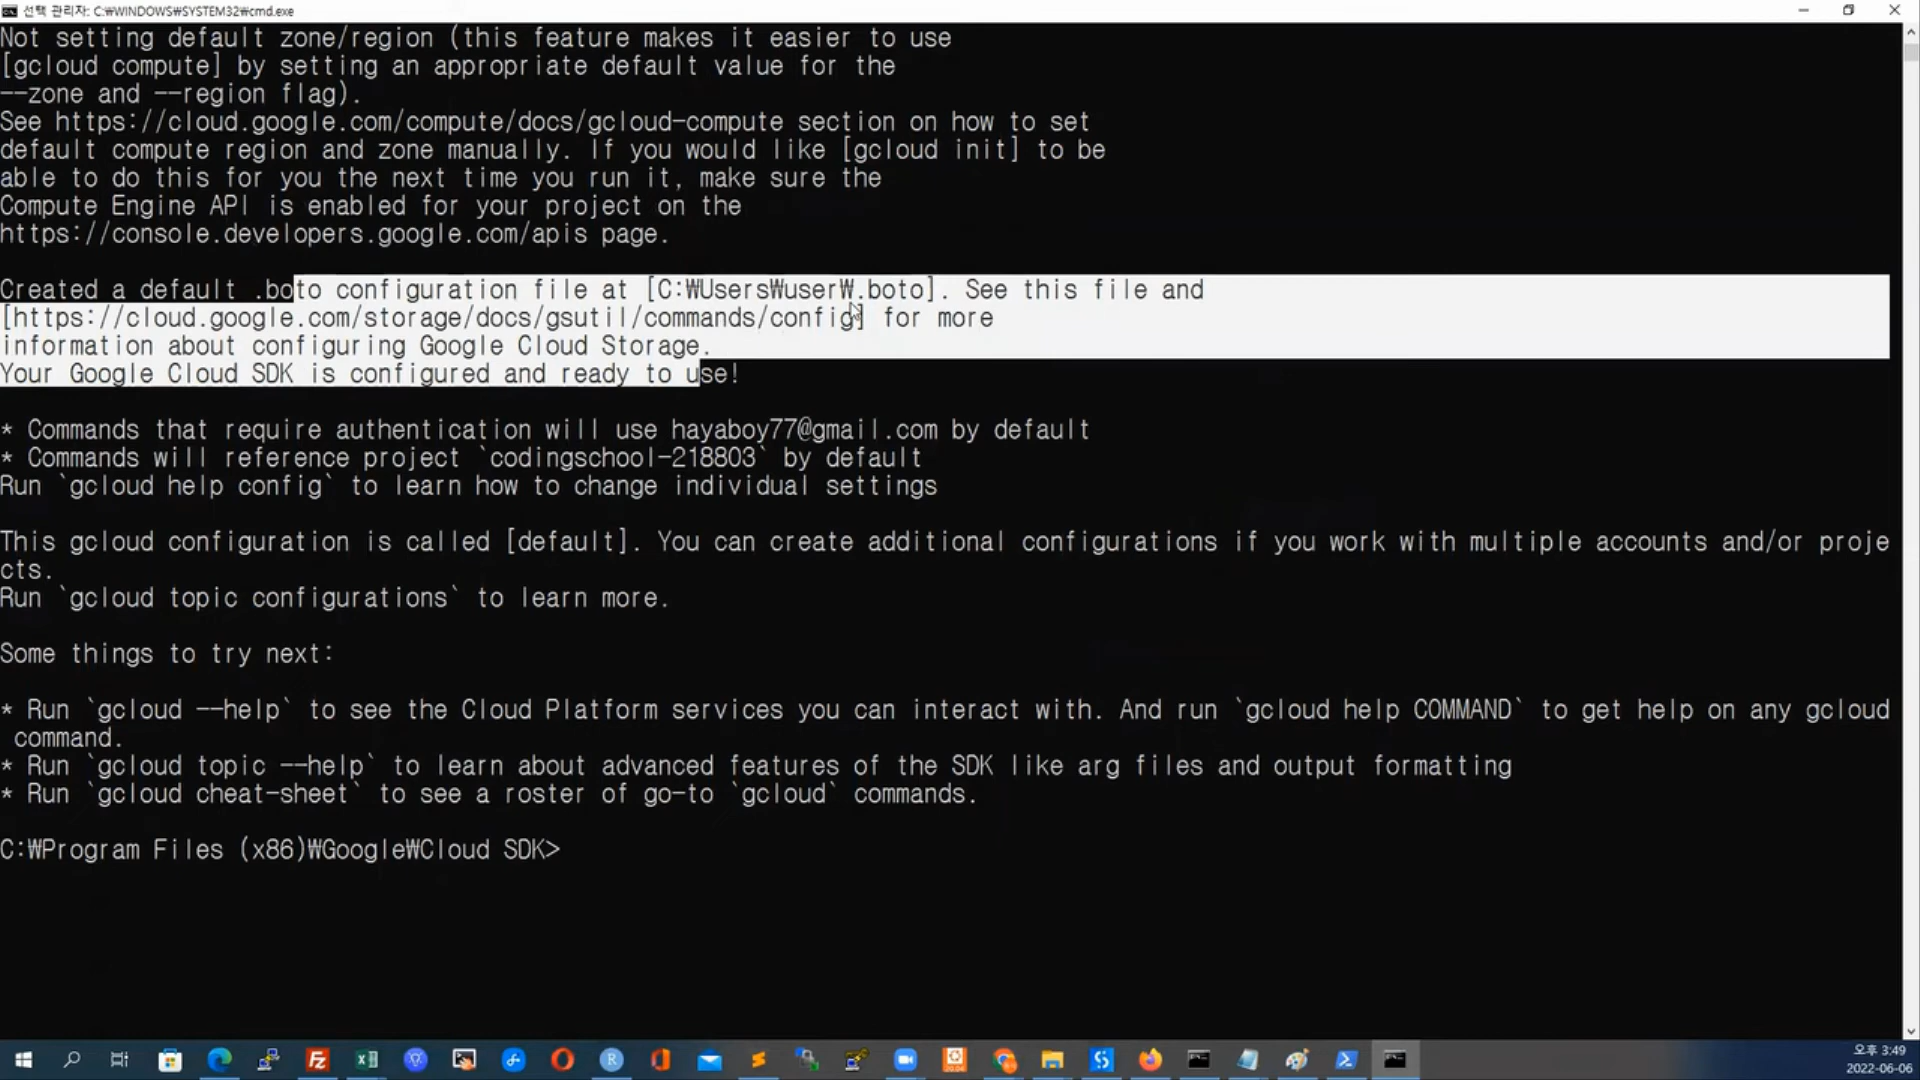 선택 관리자: C:₩WINDOWS₩SYSTEM32₩cmd.exe
Not setting default zone/region (this feature makes it easier to use
[gcloud compute] by setting an appropriate default value for the
--zone and --region flag).
See https://cloud.google.com/compute/docs/gcloud-compute section on how to set
default compute region and zone manually. If you would like [gcloud init] to be
able to do this for you the next time you run it, make sure the
Compute Engine API is enabled for your project on the
https://console.developers.google.com/apis page.
Created a default .boto configuration file at [C:₩Users₩user₩.boto]. See this file and
[https://cloud.google.com/storage/docs/gsutil/commands/config] for more
information about configuring Google Cloud Storage.
Your Google Cloud SDK is configured and ready to use!
* Commands that require authentication will use hayaboy77@gmail.com by default
* Commands will reference project `codingschool-218803` by default
Run `gcloud help config` to learn how to change individual settings
This gcloud configuration is called [default]. You can create additional configurations if you work with multiple accounts and/or proje
cts.
Run `gcloud topic configurations` to learn more.
Some things to try next:
* Run `gcloud --help` to see the Cloud Platform services you can interact with. And run `gcloud help COMMAND` to get help on any gcloud
command.
* Run `gcloud topic --help` to learn about advanced features of the SDK like arg files and output formatting
* Run `gcloud cheat-sheet` to see a roster of go-to `gcloud` commands.
C:₩Program Files (x86)₩Google₩Cloud SDK>
20.04
오후 3:49
2022-06-06